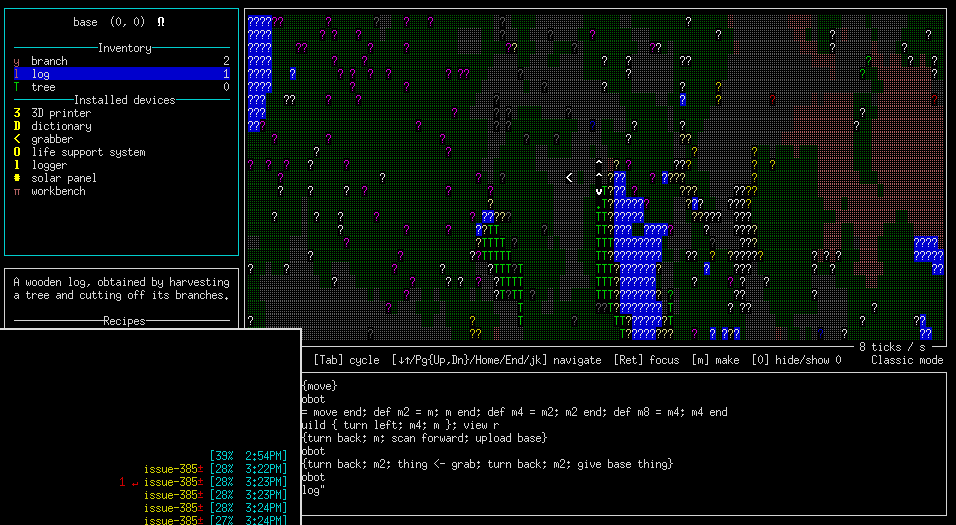 base (0, 0) Ω
Inventory
y branch 2
l log 1
T tree 0
Installed devices
3 3D printer
D dictionary
< grabber
O life support system
l logger
# solar panel
π workbench
A wooden log, obtained by harvesting
a tree and cutting off its branches.
Recipes
8 ticks / s
[Tab] cycle [↓↑/Pg{Up,Dn}/Home/End/jk] navigate [Ret] focus [m] make [0] hide/show 0 Classic mode
{move}
obot
= move end; def m2 = m; m end; def m4 = m2; m2 end; def m8 = m4; m4 end
uild { turn left; m4; m }; view r
{turn back; m; scan forward; upload base}
obot
{turn back; m2; thing <- grab; turn back; m2; give base thing}
obot
log"
[39% 2:54PM]
issue-385± [28% 3:22PM]
1 ↵ issue-385± [28% 3:23PM]
issue-385± [28% 3:23PM]
issue-385± [28% 3:24PM]
issue-385± [27% 3:24PM]